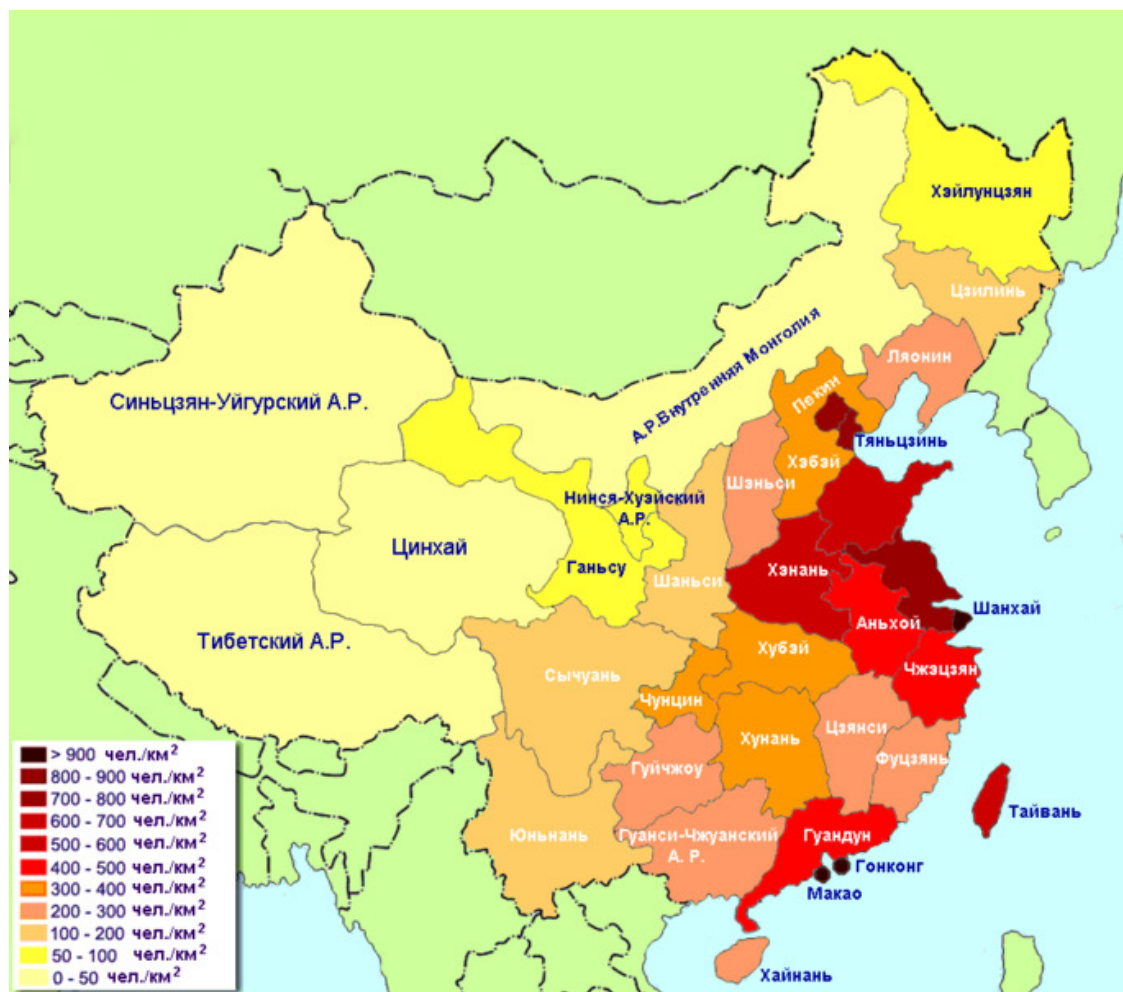 Хэйлунцзян
Цзилинь
Ляонин
А.Р.Внутренняя Монголия
Пекин
Тяньцзинь
Синьцзян-Уйгурский А.Р.
Хэбэй
Шэньси
Нинся-Хуэйский
А.Р.
Цинхай
Ганьсу
Шаньси
Хэнань
Шанхай
Аньхой
Тибетский А.Р.
Хубэй
Чжэцзян
Сычуань
Чунцин
Цзянси
Хунань
Фуцзянь
Гуйчжоу
Тайвань
Юньнань
Гуанси-Чжуанский
А. Р.
Гуандун
Гонконг
Макао
Хайнань
> 900 чел./км²
800 - 900 чел./км²
700 - 800 чел./км²
600 - 700 чел./км²
500 - 600 чел./км²
400 - 500 чел./км²
300 - 400 чел./км²
200 - 300 чел./км²
100 - 200 чел./км²
50 - 100 чел./км²
0 - 50 чел./км²